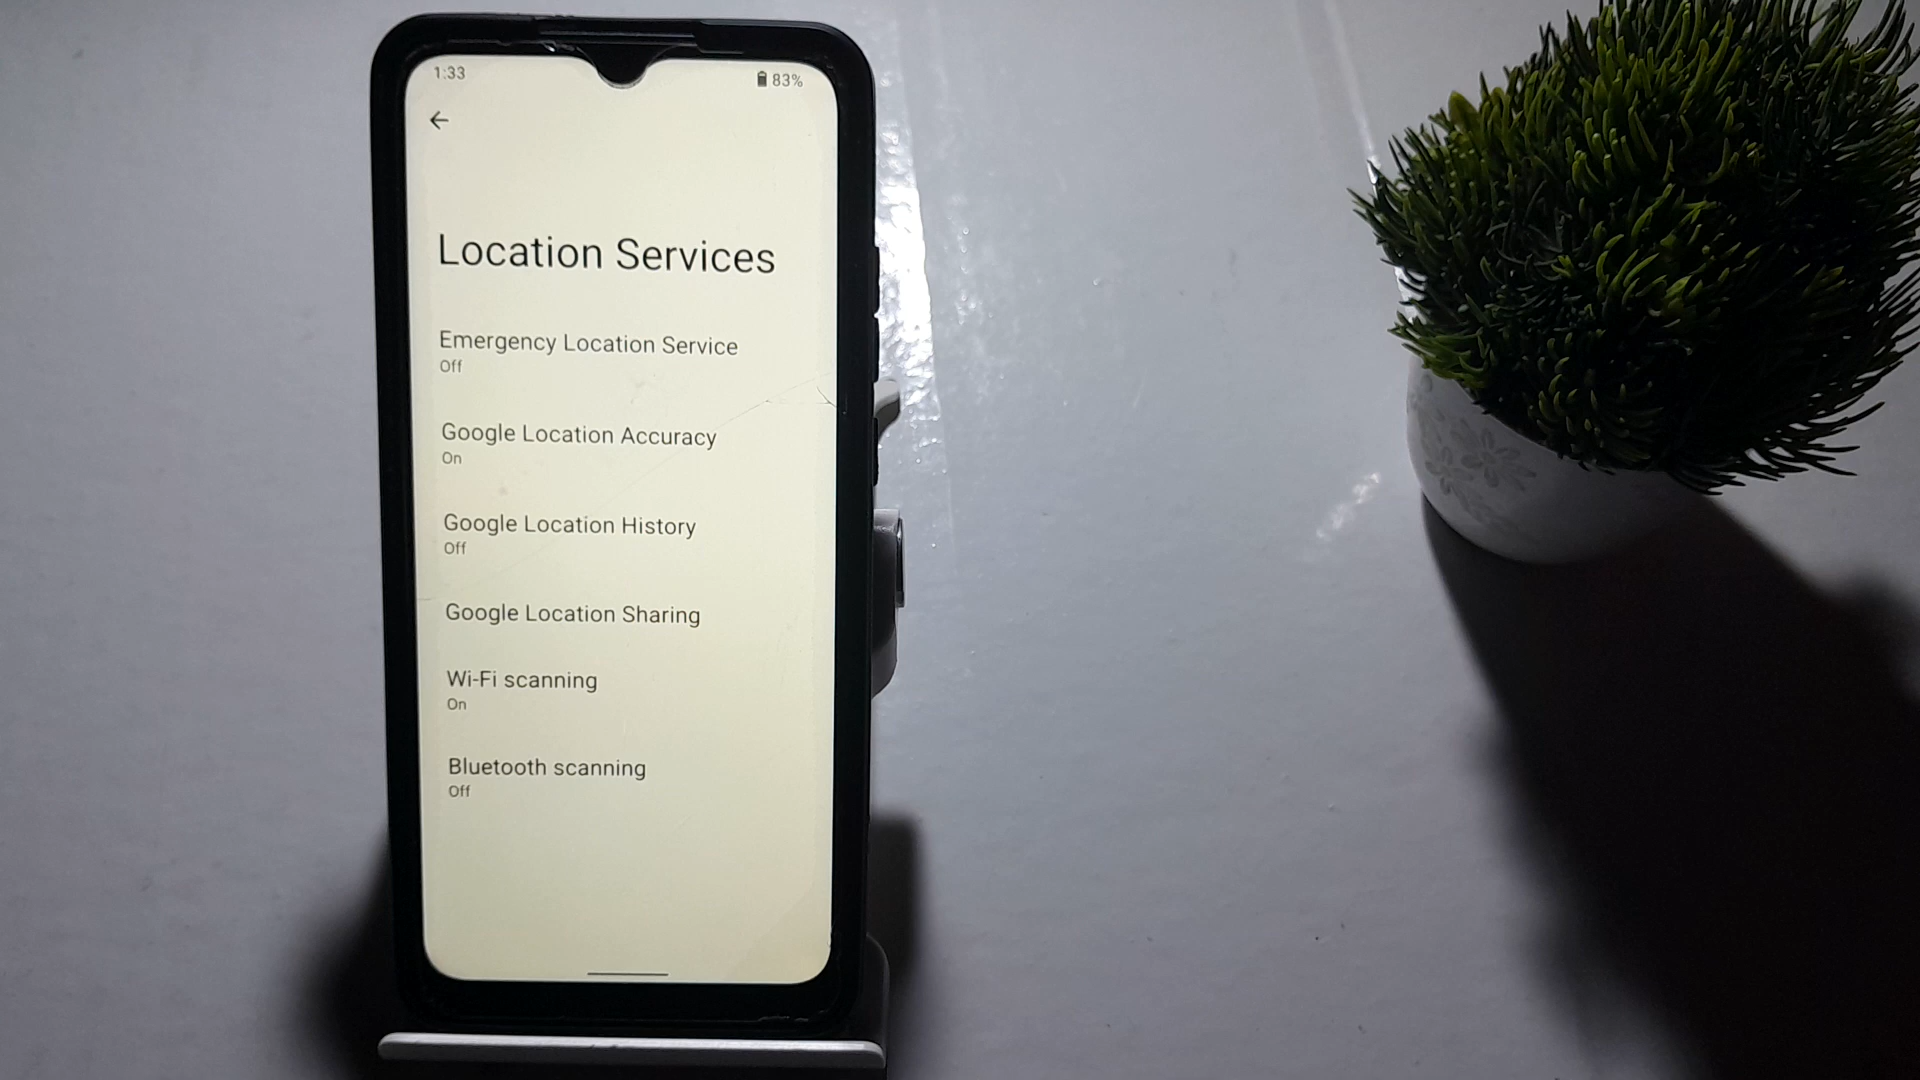 1:33
83%
Location Services
Emergency Location Service
Off
Google Location Accuracy
On
Google Location History
Off
Google Location Sharing
Wi-Fi scanning
On
Bluetooth scanning
Off